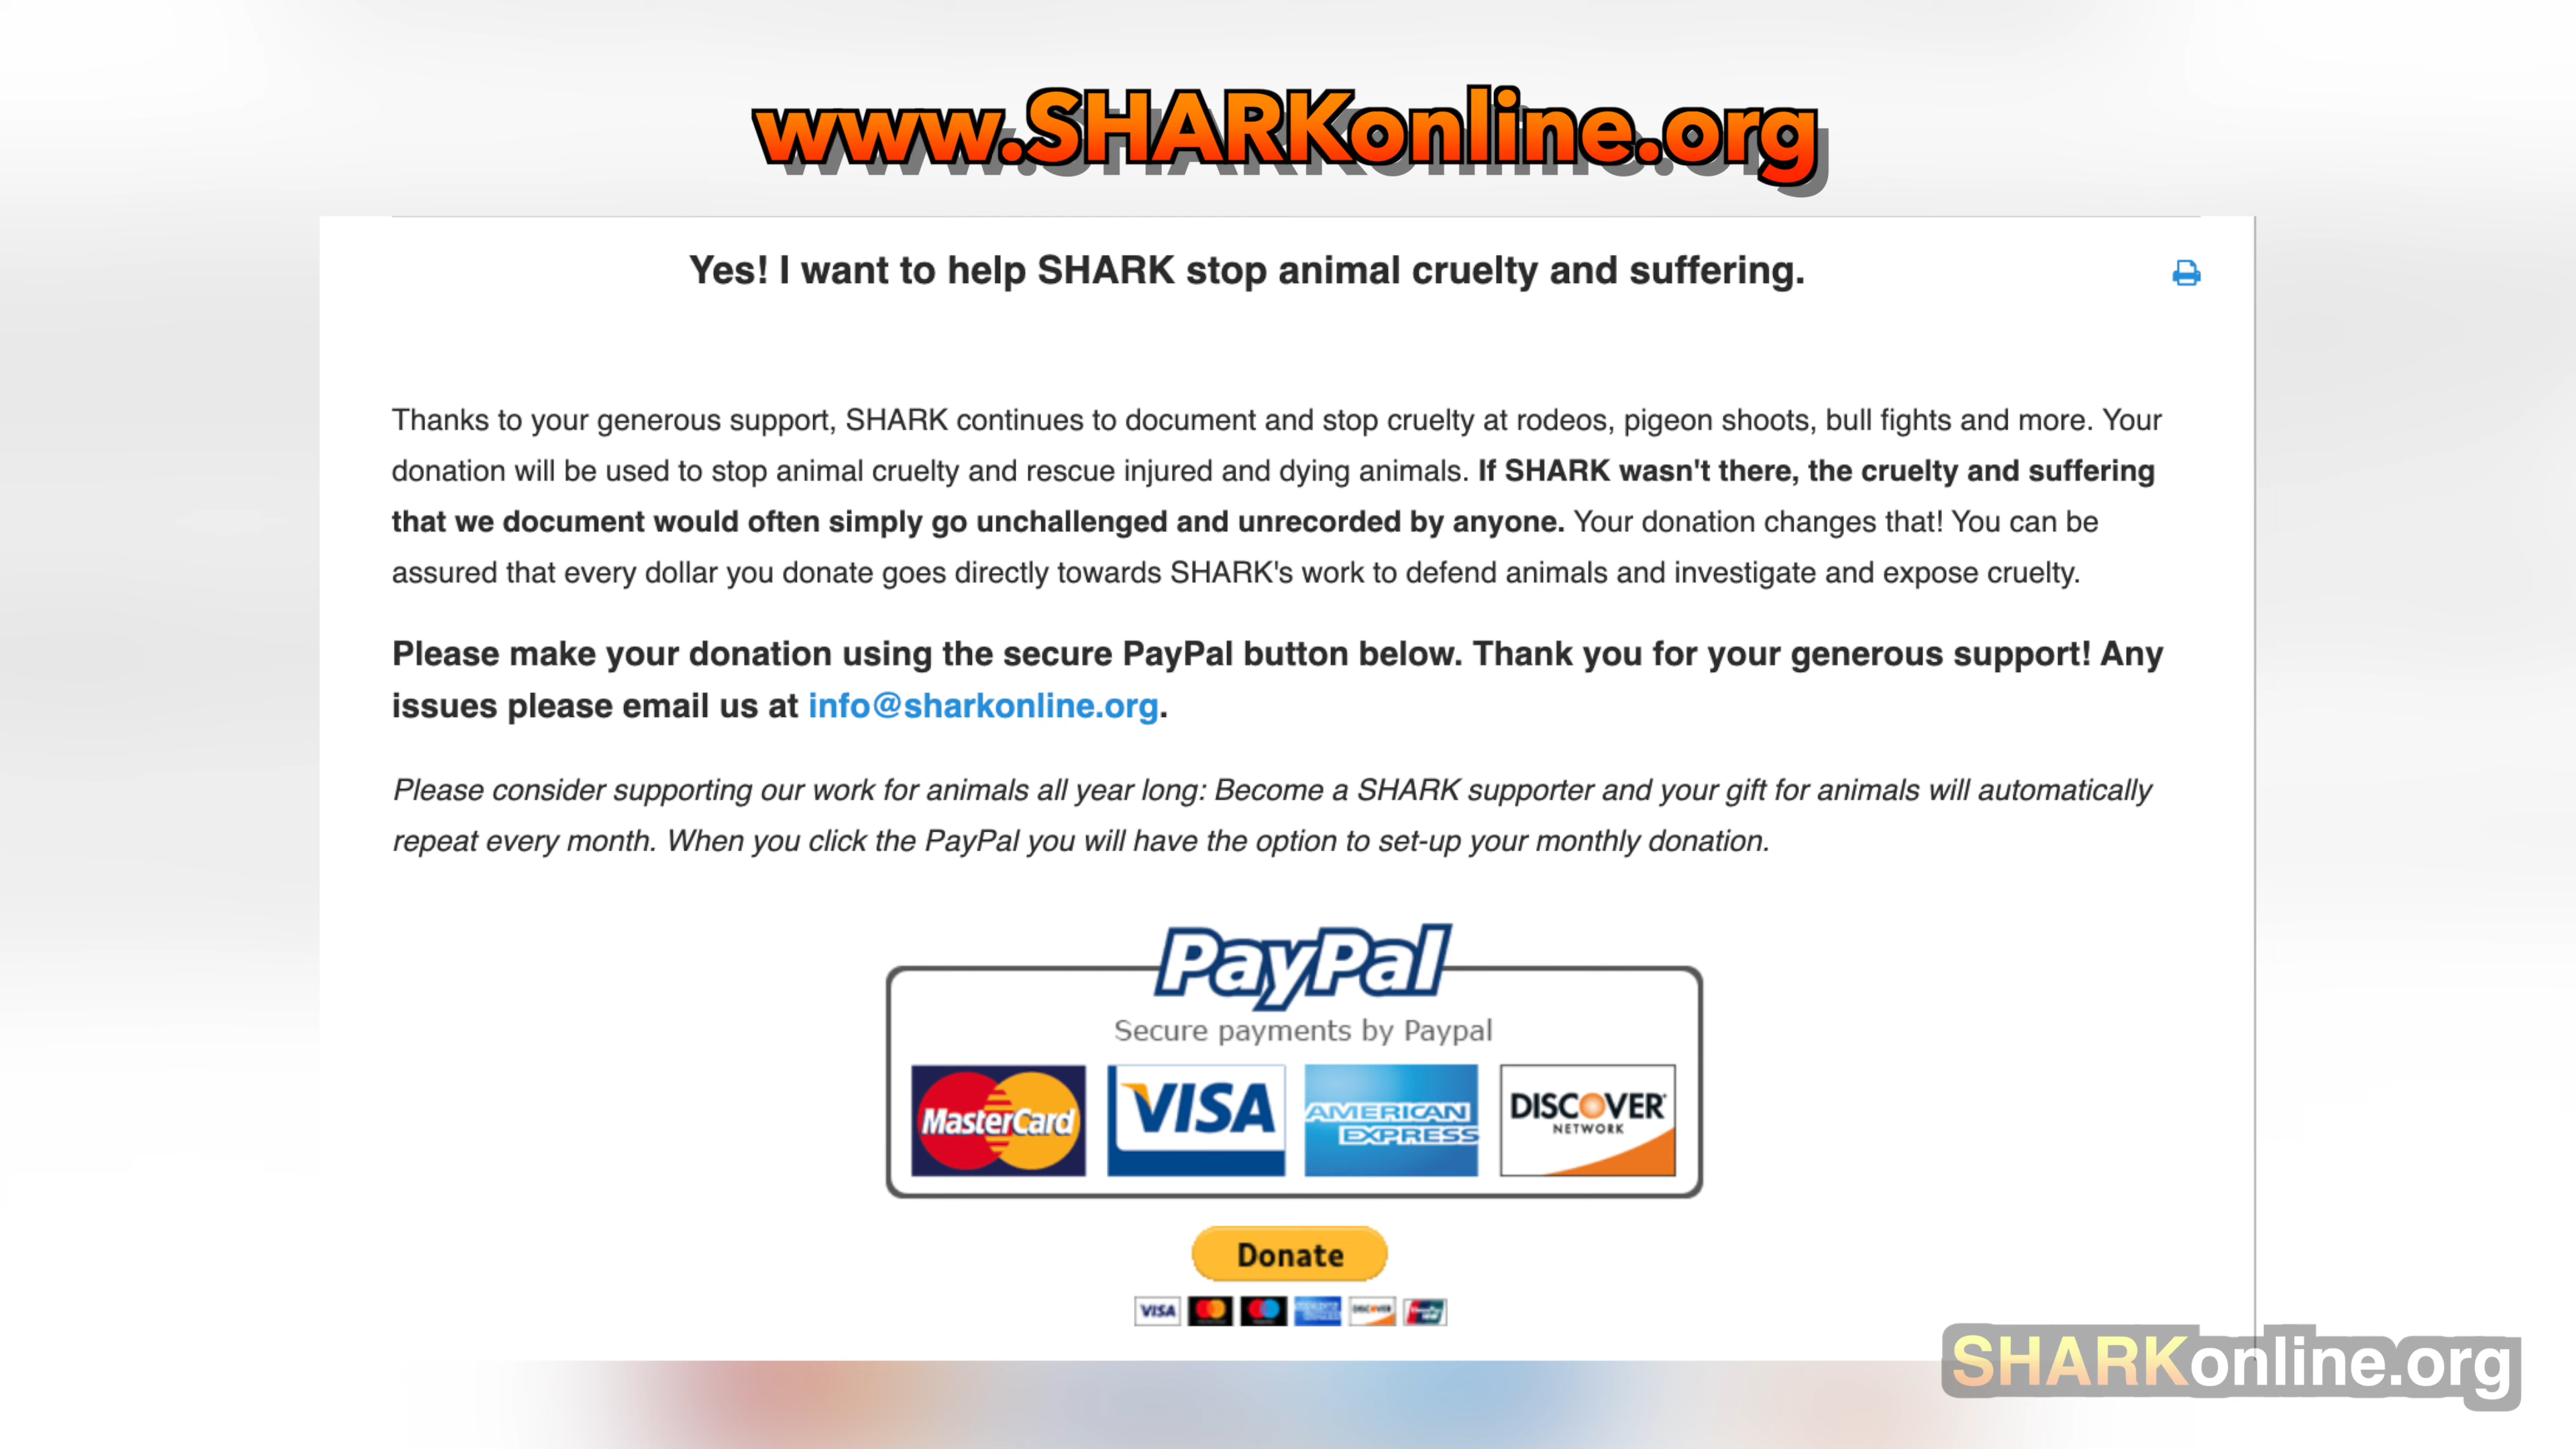 www.SHARKonline.org
Yes! I want to help SHARK stop animal cruelty and suffering.
Thanks to your generous support, SHARK continues to document and stop cruelty at rodeos, pigeon shoots, bull fights and more. Your
donation will be used to stop animal cruelty and rescue injured and dying animals. If SHARK wasn't there, the cruelty and suffering
that we document would often simply go unchallenged and unrecorded by anyone. Your donation changes that! You can be
assured that every dollar you donate goes directly towards SHARK's work to defend animals and investigate and expose cruelty.
Please make your donation using the secure PayPal button below. Thank you for your generous support! Any
issues please email us at info@sharkonline.org.
Please consider supporting our work for animals all year long: Become a SHARK supporter and your gift for animals will automatically
repeat every month. When you click the PayPal you will have the option to set-up your monthly donation.
PayPal
Secure payments by Paypal
MasterCard VISA AMERICAN EXPRESS DISCOVER NETWORK
Donate
VISA DISCOVER
SHARKonline.org